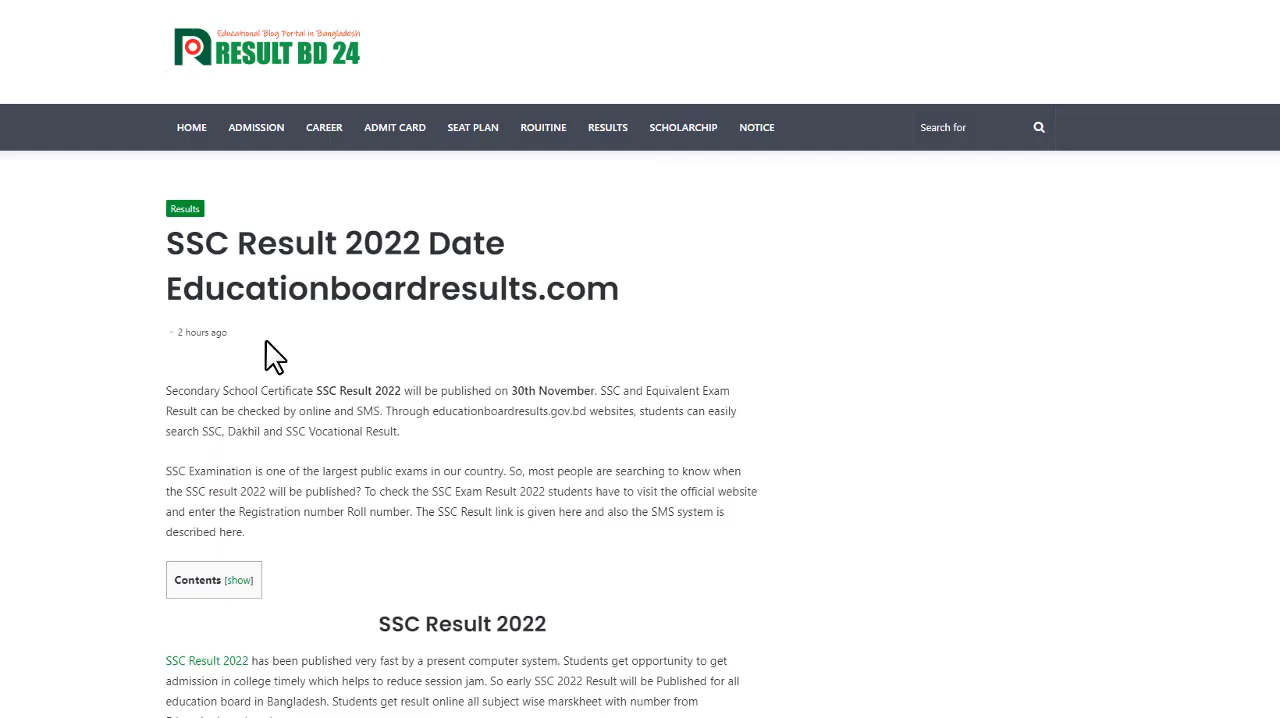 Educational Blog Portal in Bangladesh
RESULT BD 24
HOME ADMISSION CAREER ADMIT CARD SEAT PLAN ROUITINE RESULTS SCHOLARCHIP NOTICE Search for
Results
SSC Result 2022 Date
Educationboardresults.com
2 hours ago
Secondary School Certificate SSC Result 2022 will be published on 30th November. SSC and Equivalent Exam
Result can be checked by online and SMS. Through educationboardresults.gov.bd websites, students can easily
search SSC, Dakhil and SSC Vocational Result.
SSC Examination is one of the largest public exams in our country. So, most people are searching to know when
the SSC result 2022 will be published? To check the SSC Exam Result 2022 students have to visit the official website
and enter the Registration number Roll number. The SSC Result link is given here and also the SMS system is
described here.
Contents [show]
SSC Result 2022
SSC Result 2022 has been published very fast by a present computer system. Students get opportunity to get
admission in college timely which helps to reduce session jam. So early SSC 2022 Result will be Published for all
education board in Bangladesh. Students get result online all subject wise marskheet with number from